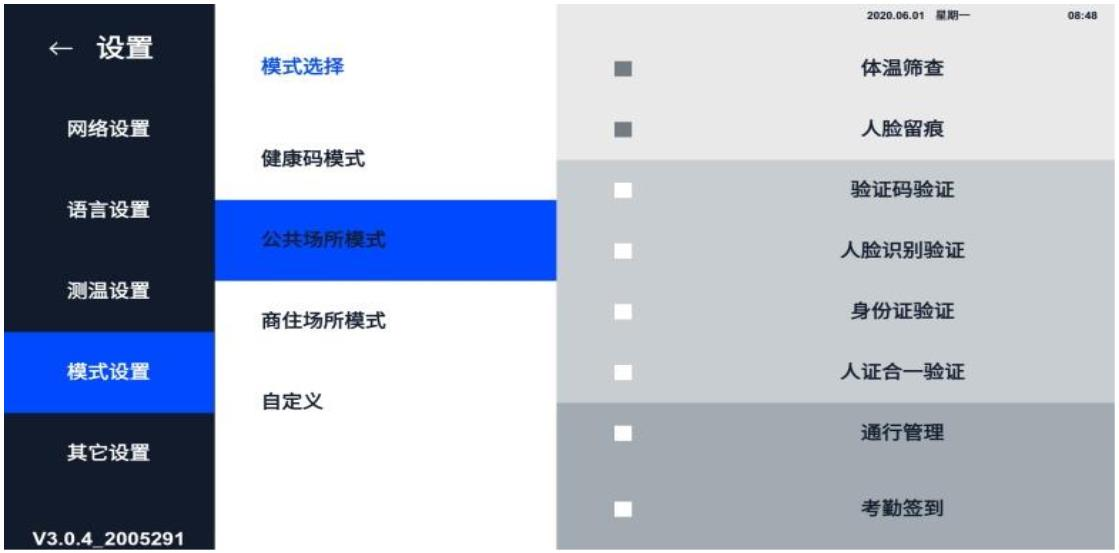 ← 设置
网络设置
语言设置
测温设置
模式设置
其它设置
V3.0.4_2005291
模式选择
健康码模式
公共场所模式
商住场所模式
自定义
2020.06.01 星期一 08:48
体温筛查
人脸留痕
验证码验证
人脸识别验证
身份证验证
人证合一验证
通行管理
考勤签到